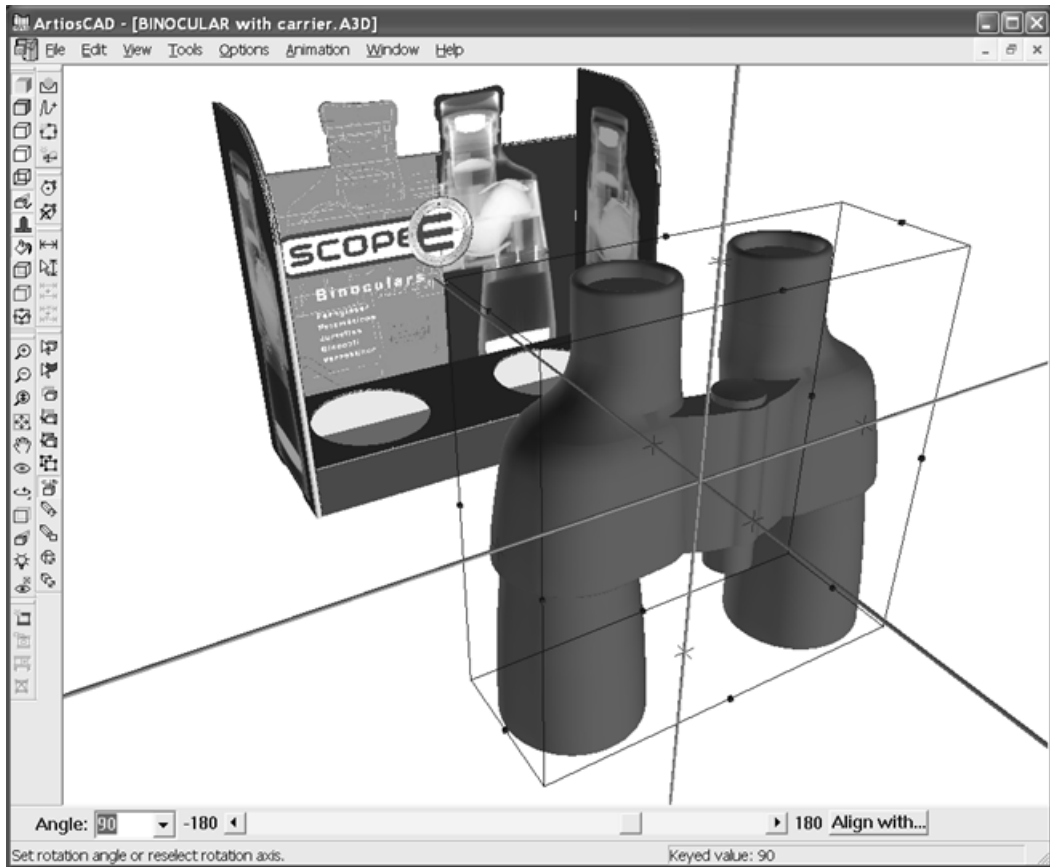 ArtiosCAD - [BINOCULAR with carrier.A3D]
File Edit View Tools Options Animation Window Help
SCOPE
Binoculars
Angle: 90 -180 180 Align with...
Set rotation angle or reselect rotation axis. Keyed value: 90